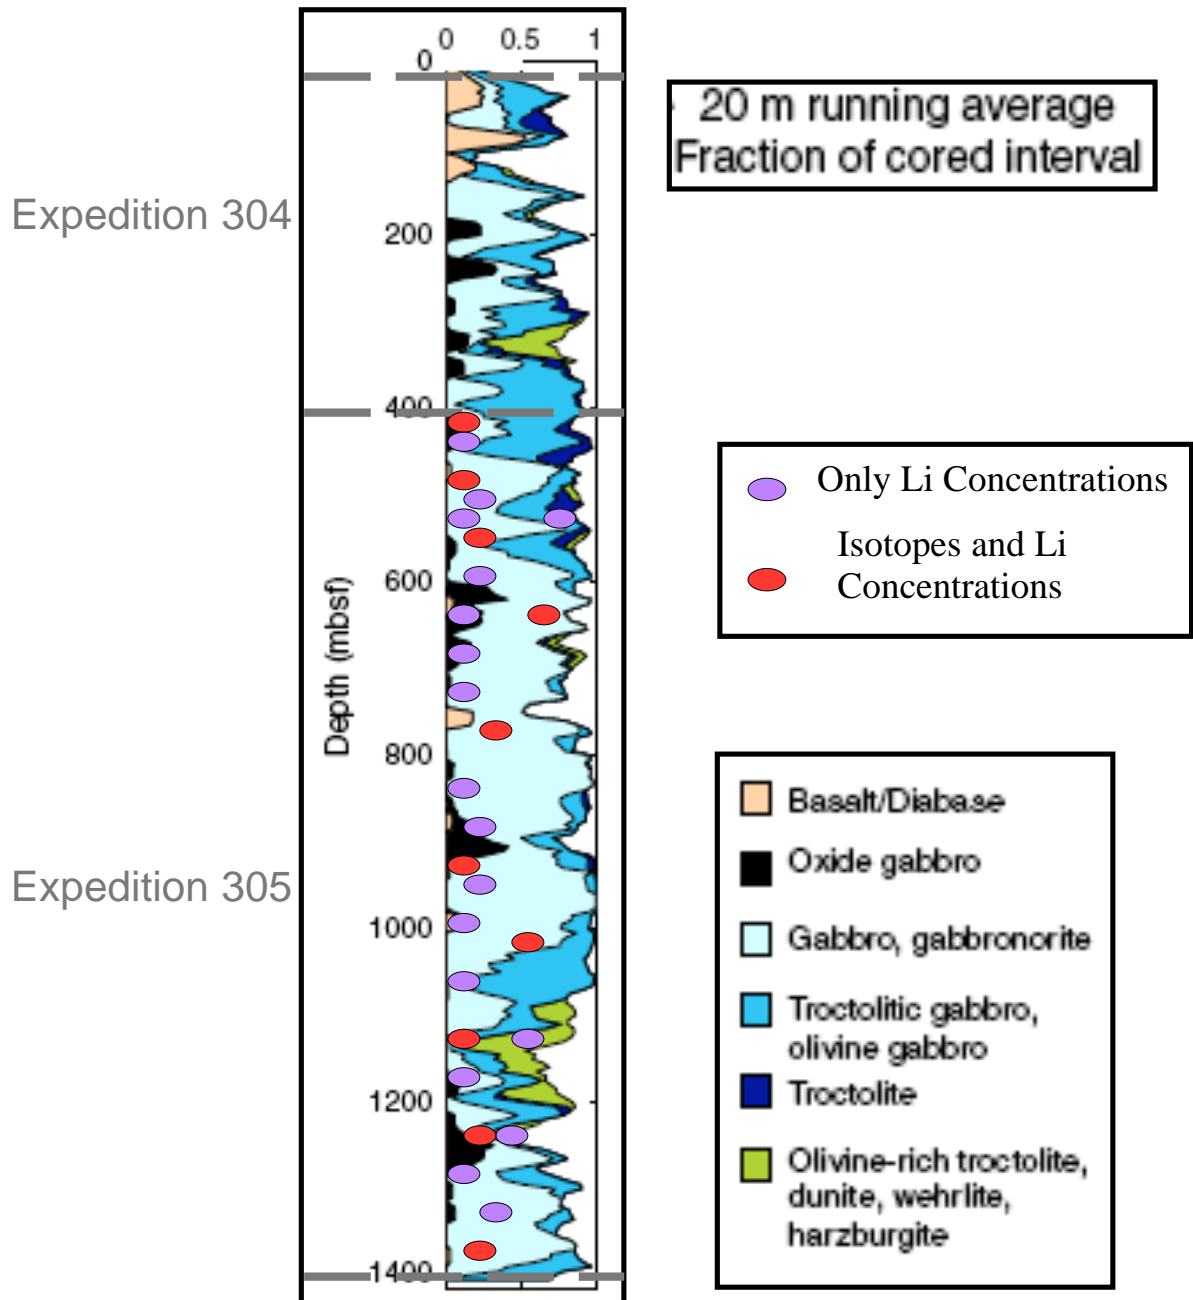 0 0.5 1
0
20 m running average
Fraction of cored interval
Expedition 304
200
400
Only Li Concentrations
Isotopes and Li
Concentrations
600
Depth (mbsf)
800
Basalt/Diabase
Oxide gabbro
Expedition 305
1000
Gabbro, gabbronorite
Troctolitic gabbro,
olivine gabbro
Troctolite
1200
Olivine-rich troctolite,
dunite, wehrlite,
harzburgite
1400